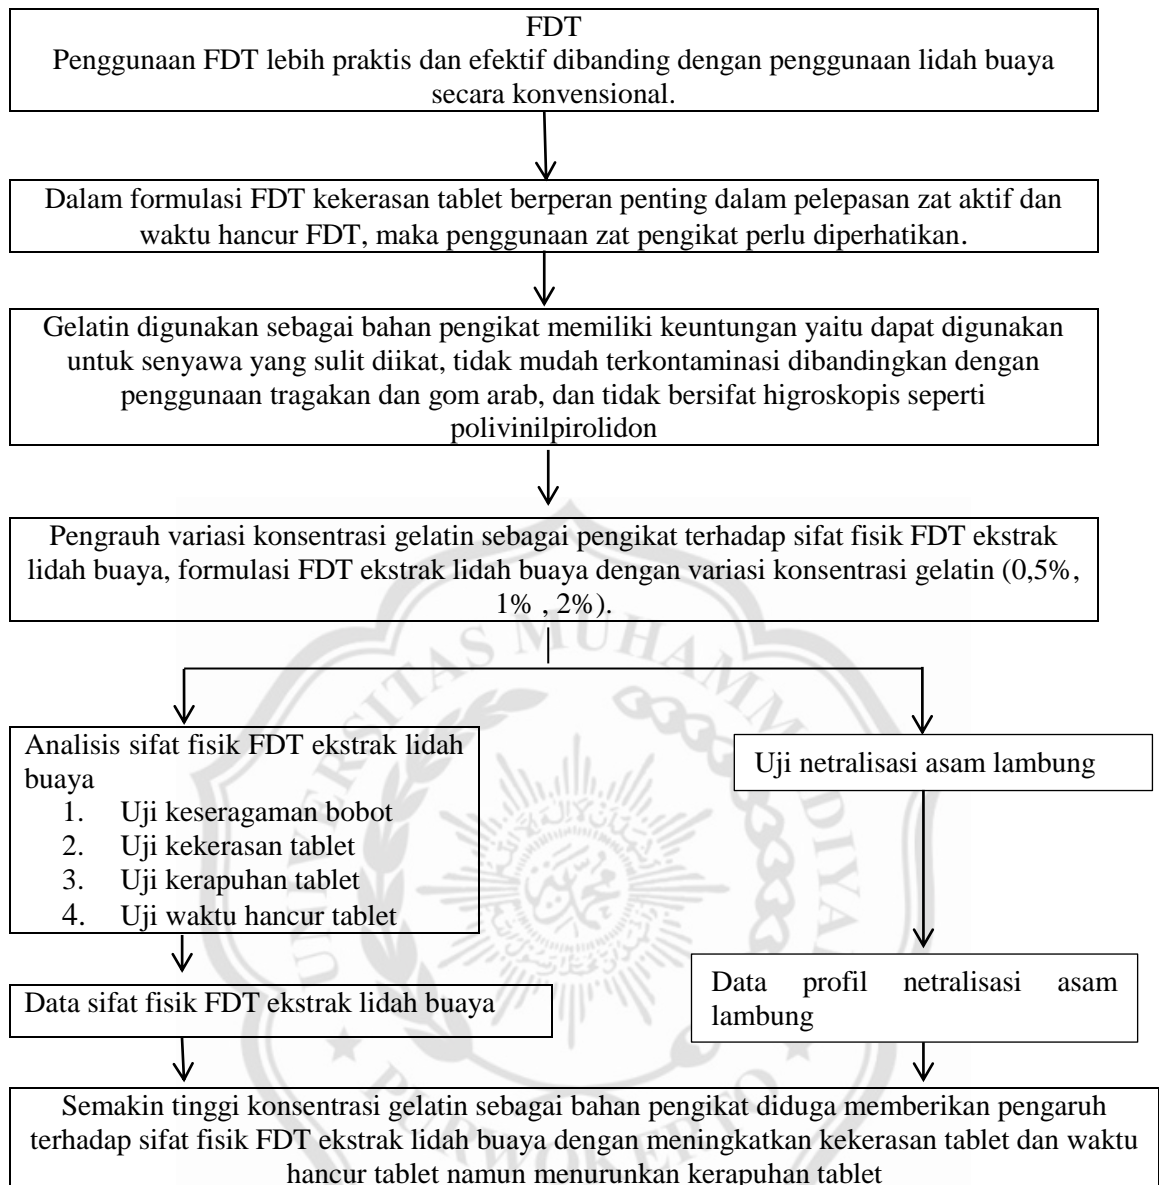 FDT
Penggunaan FDT lebih praktis dan efektif dibanding dengan penggunaan lidah buaya
secara konvensional.
Dalam formulasi FDT kekerasan tablet berperan penting dalam pelepasan zat aktif dan
waktu hancur FDT, maka penggunaan zat pengikat perlu diperhatikan.
Gelatin digunakan sebagai bahan pengikat memiliki keuntungan yaitu dapat digunakan
untuk senyawa yang sulit diikat, tidak mudah terkontaminasi dibandingkan dengan
penggunaan tragakan dan gom arab, dan tidak bersifat higroskopis seperti
polivinilpirolidon
Pengrauh variasi konsentrasi gelatin sebagai pengikat terhadap sifat fisik FDT ekstrak
lidah buaya, formulasi FDT ekstrak lidah buaya dengan variasi konsentrasi gelatin (0,5%,
1% , 2%).
Analisis sifat fisik FDT ekstrak lidah
buaya
1. Uji keseragaman bobot
2. Uji kekerasan tablet
3. Uji kerapuhan tablet
4. Uji waktu hancur tablet
Uji netralisasi asam lambung
Data sifat fisik FDT ekstrak lidah buaya
Data profil netralisasi asam
lambung
Semakin tinggi konsentrasi gelatin sebagai bahan pengikat diduga memberikan pengaruh
terhadap sifat fisik FDT ekstrak lidah buaya dengan meningkatkan kekerasan tablet dan waktu
hancur tablet namun menurunkan kerapuhan tablet
UNIVERSITAS MUHAMMADIYAH
PURWOKERTO